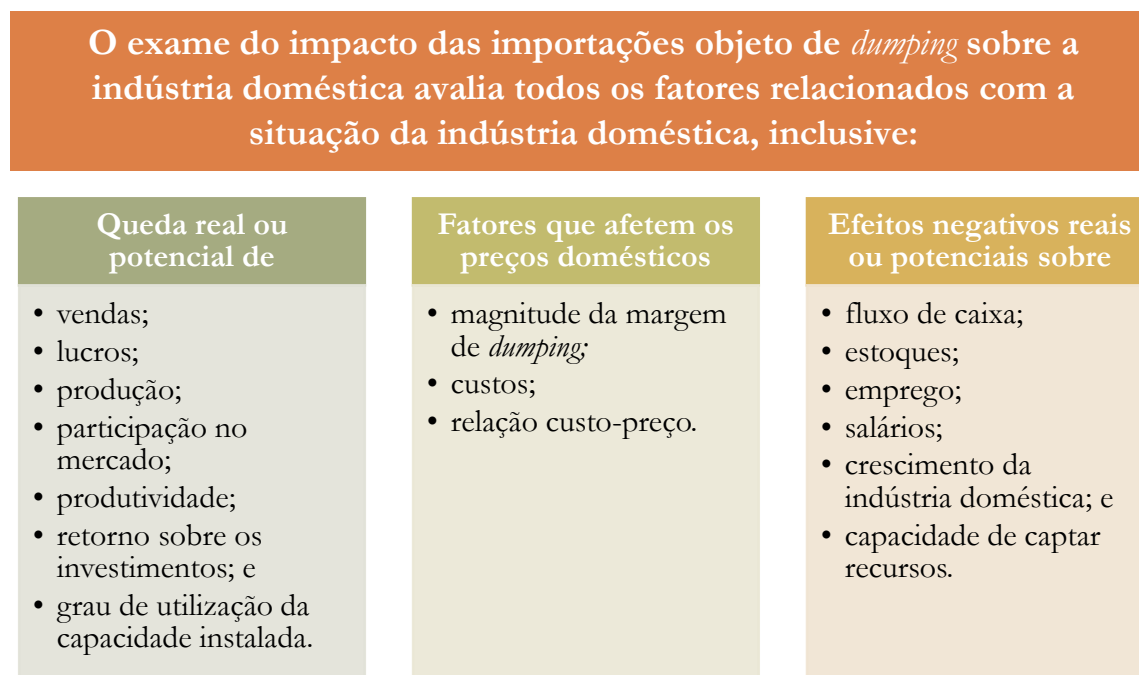 O exame do impacto das importações objeto de dumping sobre a
indústria doméstica avalia todos os fatores relacionados com a
situação da indústria doméstica, inclusive:
Queda real ou
potencial de
• vendas;
• lucros;
• produção;
• participação no
mercado;
• produtividade;
• retorno sobre os
investimentos; e
• grau de utilização da
capacidade instalada.
Fatores que afetem os
preços domésticos
• magnitude da margem
de dumping;
• custos;
• relação custo-preço.
Efeitos negativos reais
ou potenciais sobre
• fluxo de caixa;
• estoques;
• emprego;
• salários;
• crescimento da
indústria doméstica; e
• capacidade de captar
recursos.